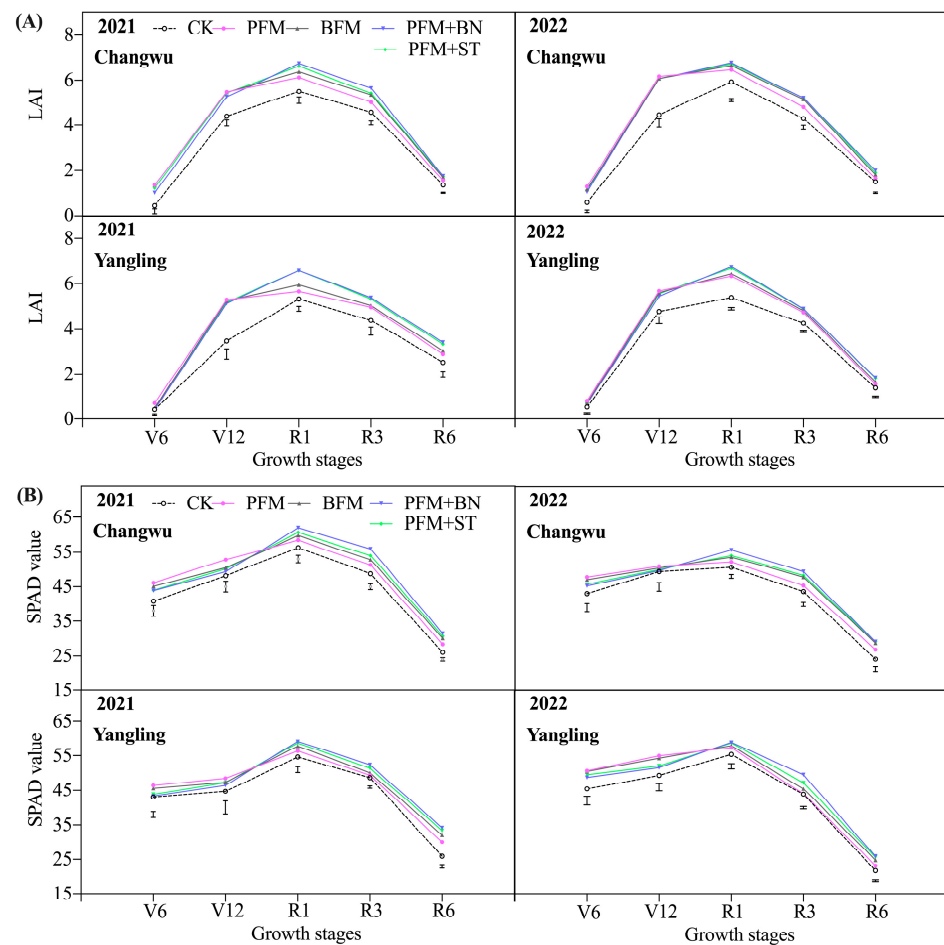 (A)
2021 CK PFM BFM PFM+BN
Changwu PFM+ST
2022
Changwu
LAI
8
6
4
2
0
2021
Yangling
2022
Yangling
LAI
8
6
4
2
0
V6 V12 R1 R3 R6
V6 V12 R1 R3 R6
Growth stages
Growth stages
(B)
2021 CK PFM BFM PFM+BN
Changwu PFM+ST
2022
Changwu
SPAD value
65
55
45
35
25
15
2021
Yangling
2022
Yangling
SPAD value
65
55
45
35
25
15
V6 V12 R1 R3 R6
V6 V12 R1 R3 R6
Growth stages
Growth stages